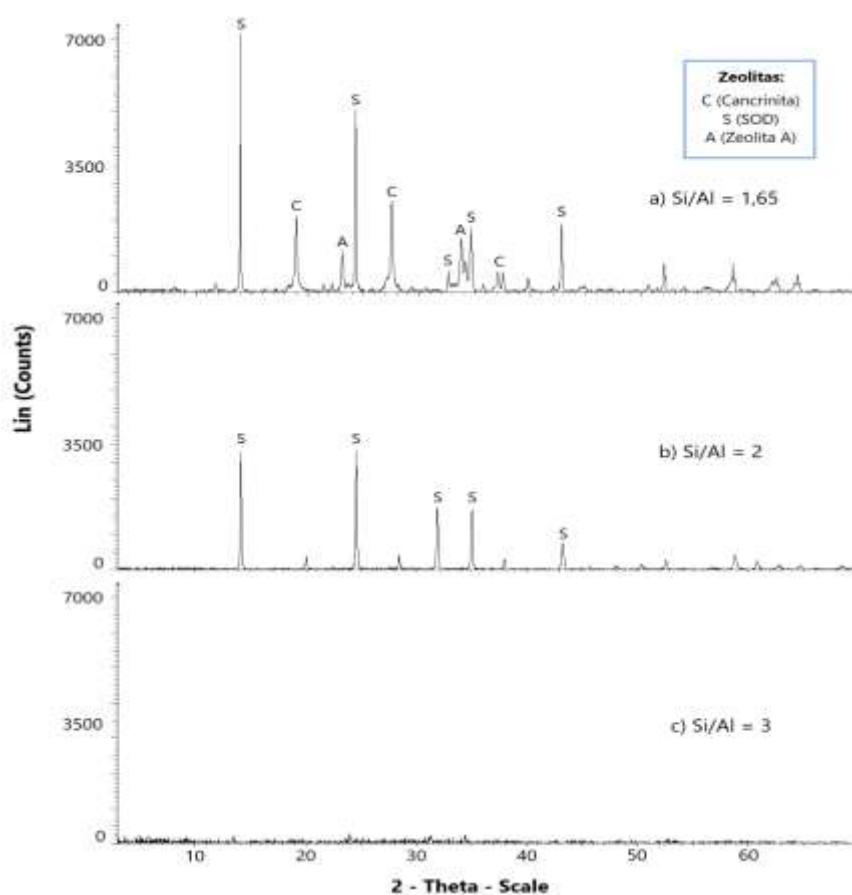 S
7000
Zeolitas:
C (Cancrinita)
S (SOD)
A (Zeolita A)
S
3500
a) Si/Al = 1,65
C
C
S
S
A
A
S
C
0
7000
Lin (Counts)
3500
S
S
b) Si/Al = 2
S
S
S
0
7000
3500
c) Si/Al = 3
0
10
20
30
40
50
60
2 - Theta - Scale